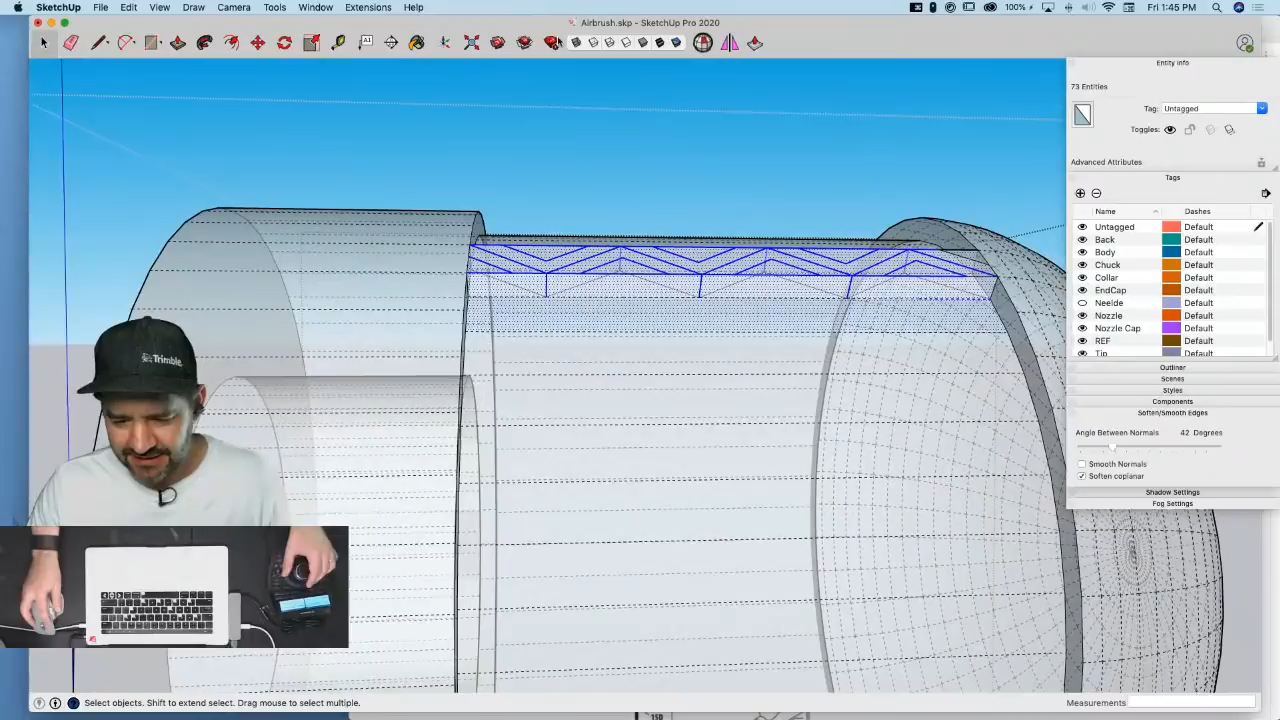 SketchUp File Edit View Draw Camera Tools Window Extensions Help 100% Fri 1:45 PM
Airbrush.skp - SketchUp Pro 2020
A1
Entity Info
73 Entities
Tag: Untagged
Toggles:
Advanced Attributes
Tags
Name Dashes
Untagged Default
Back Default
Body Default
Chuck Default
Collar Default
EndCap Default
Neelde Default
Nozzle Default
Nozzle Cap Default
REF Default
Tip
Outliner
Scenes
Styles
Components
Soften/Smooth Edges
Angle Between Normals 42 Degrees
Smooth Normals
Soften coplanar
Shadow Settings
Fog Settings
Trimble.
Select objects. Shift to extend select. Drag mouse to select multiple.
Measurements